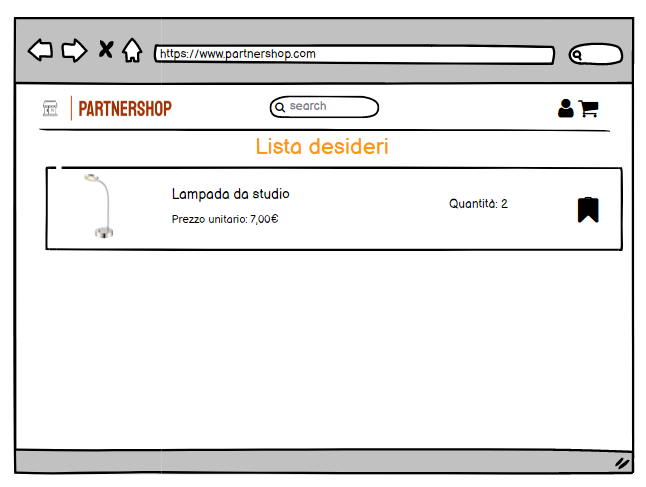 https://www.partnershop.com
PARTNERSHOP
search
Lista desideri
Lampada da studio
Quantità: 2
Prezzo unitario: 7,00€